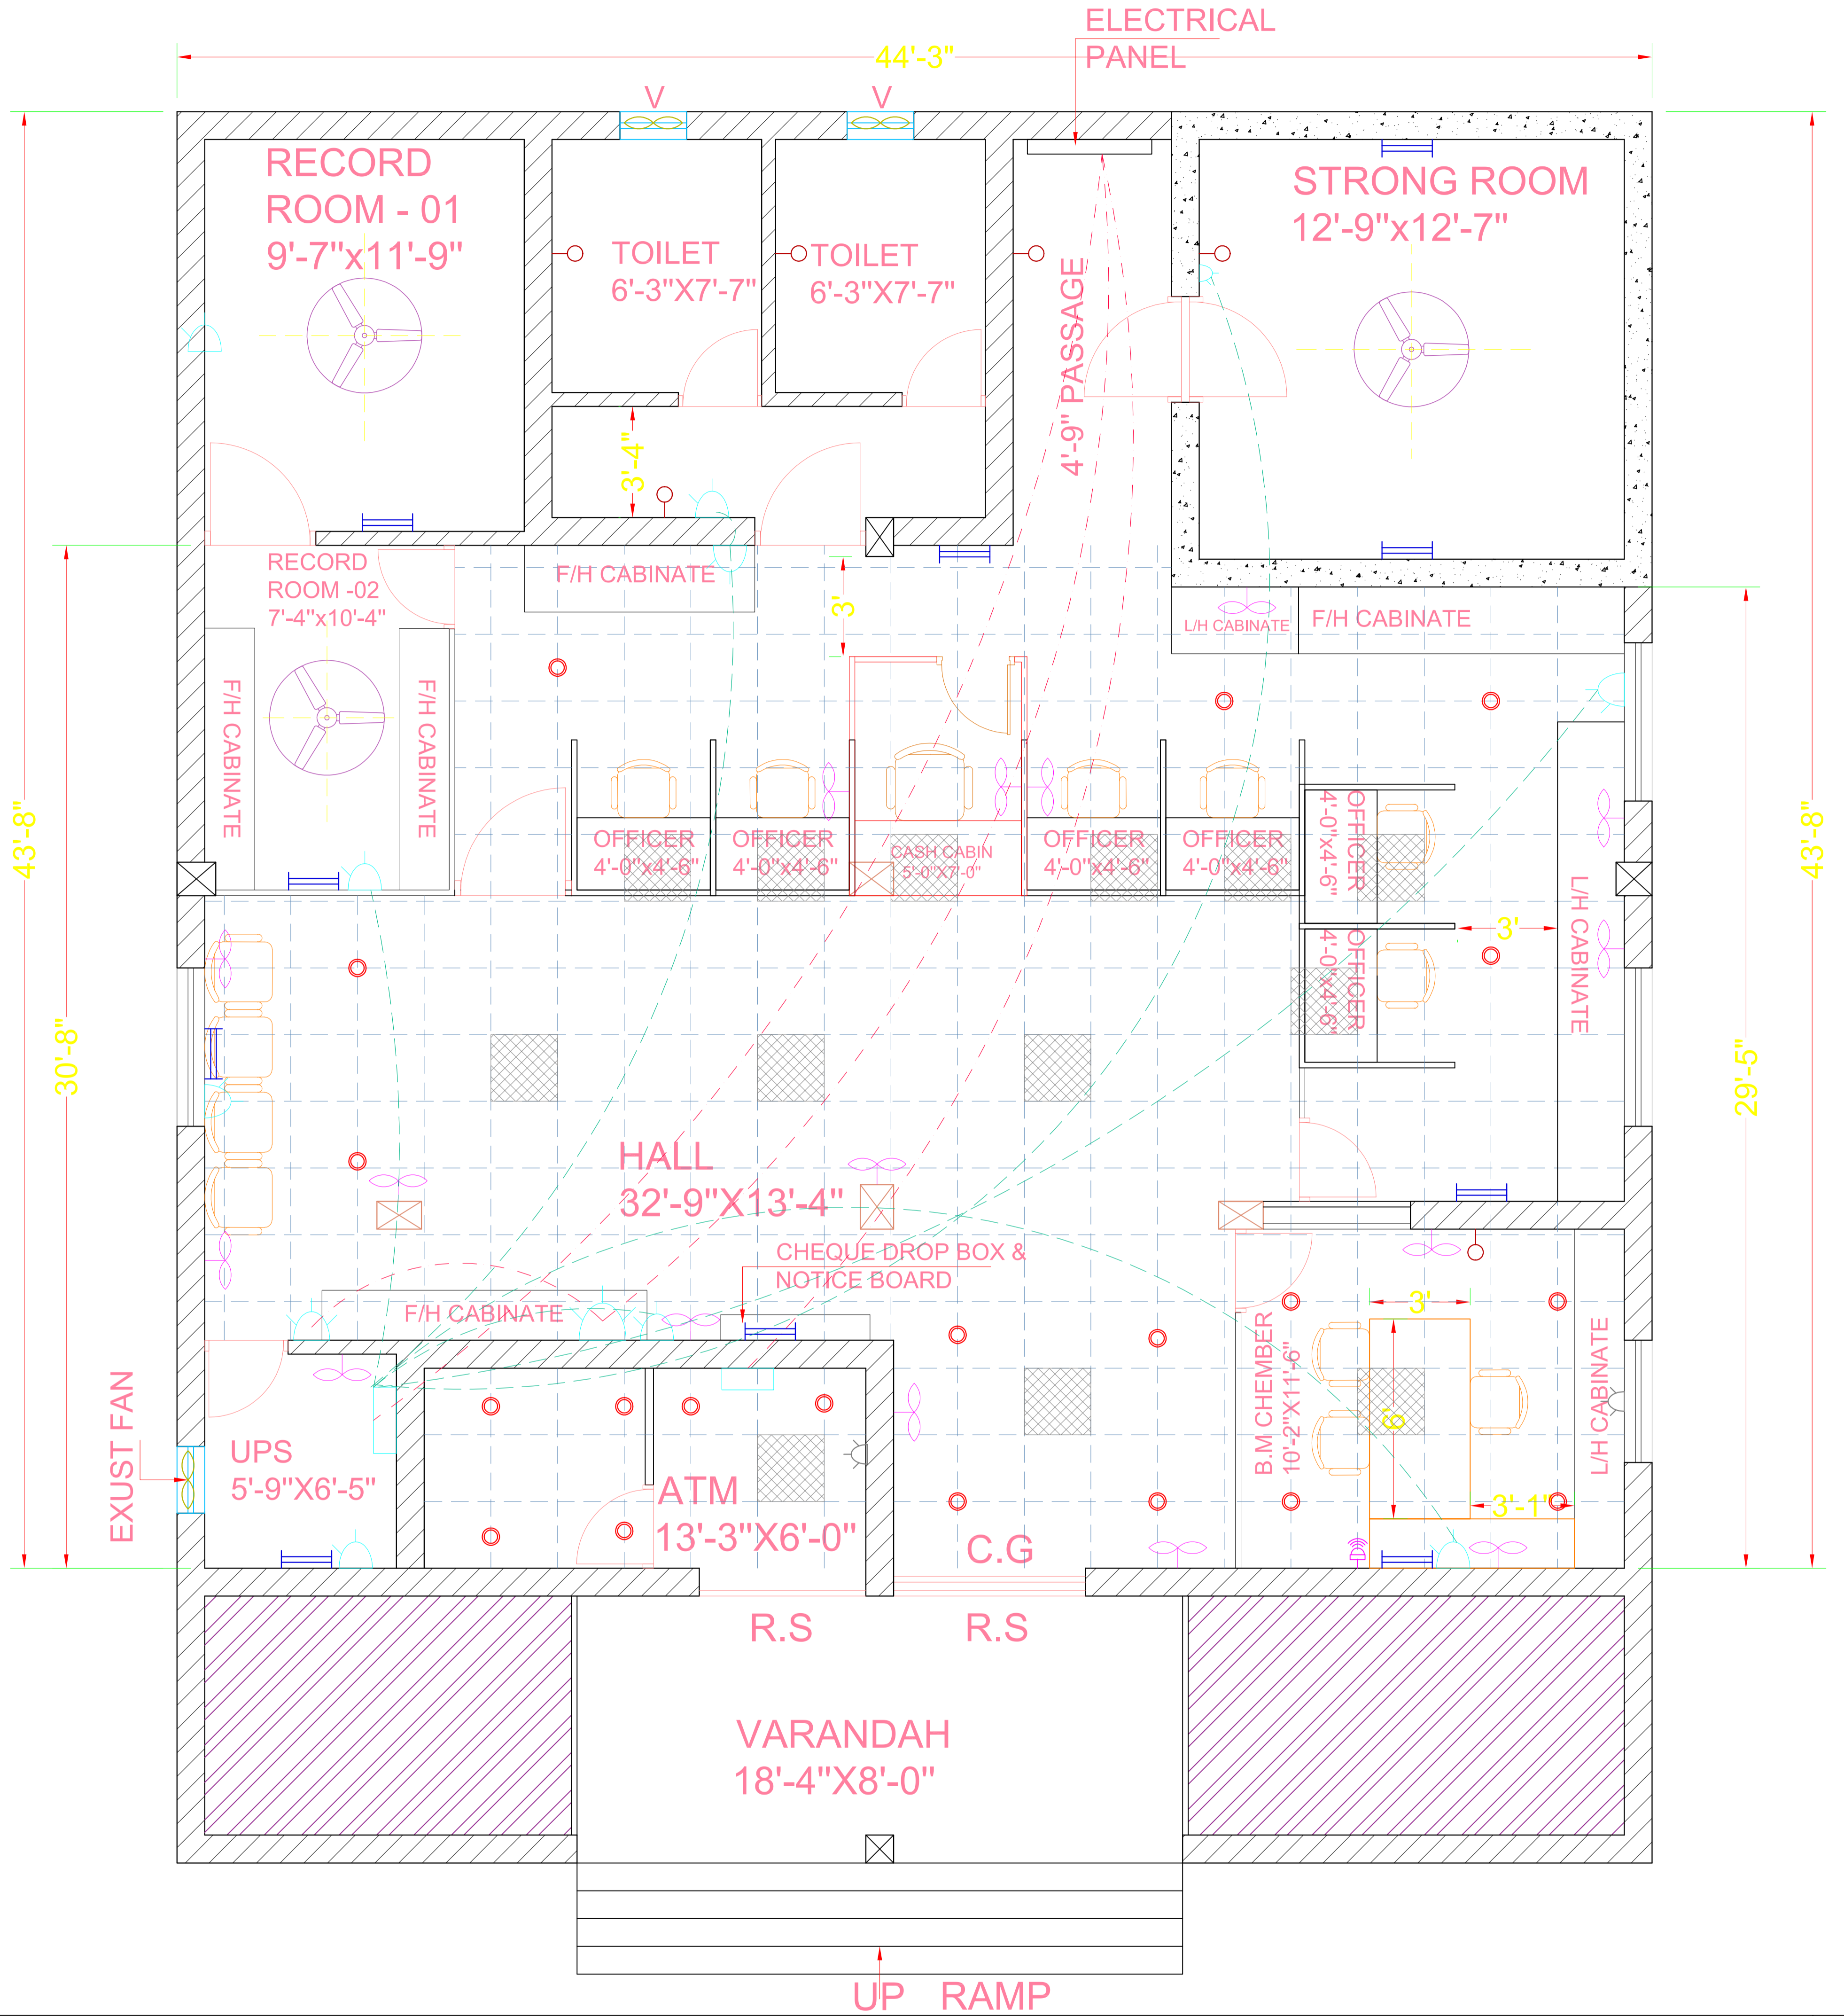 ELECTRICAL
PANEL
44'-3"
V
V
RECORD
ROOM - 01
9'-7"x11'-9"
TOILET
6'-3"X7'-7"
TOILET
6'-3"X7'-7"
4'-9" PASSAGE
STRONG ROOM
12'-9"x12'-7"
3'-4"
RECORD
ROOM -02
7'-4"x10'-4"
F/H CABINATE
3'
L/H CABINATE
F/H CABINATE
F/H CABINATE
F/H CABINATE
43'-8"
43'-8"
OFFICER
4'-0"x4'-6"
OFFICER
4'-0"x4'-6"
CASH CABIN
5'-0"X7'-0"
OFFICER
4'-0"x4'-6"
OFFICER
4'-0"x4'-6"
OFFICER
4'-0"x4'-6"
OFFICER
4'-0"x4'-6"
3'
L/H CABINATE
30'-8"
29'-5"
HALL
32'-9"X13'-4"
CHEQUE DROP BOX &
NOTICE BOARD
F/H CABINATE
EXUST FAN
UPS
5'-9"X6'-5"
ATM
13'-3"X6'-0"
C.G
B.M CHEMBER
10'-2"X11'-6"
3'
6'
3'-1"
L/H CABINATE
R.S
R.S
VARANDAH
18'-4"X8'-0"
UP RAMP